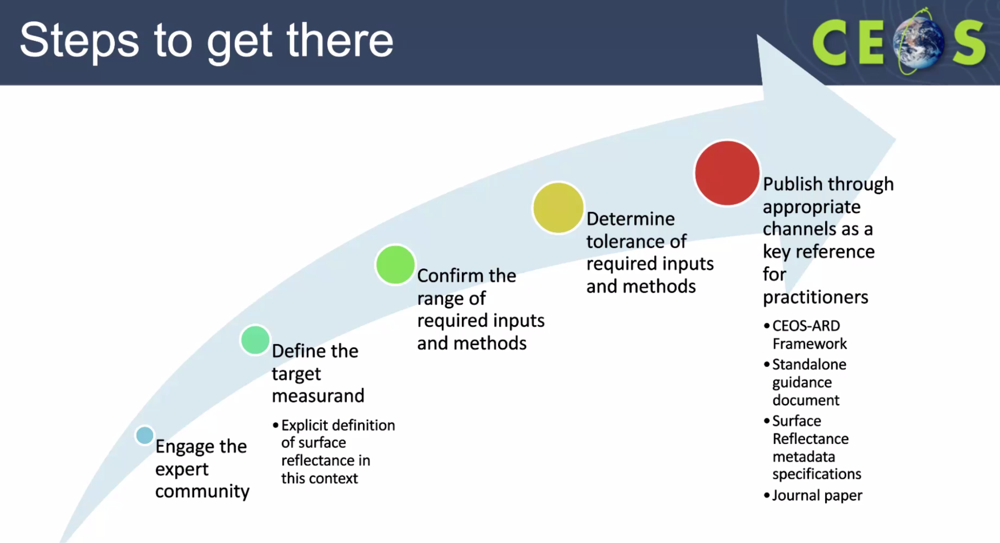 Steps to get there
CEOS
Engage the
expert
community
Define the
target
measurand
• Explicit definition
of surface
reflectance in
this context
Confirm the
range of
required inputs
and methods
Determine
tolerance of
required inputs
and methods
Publish through
appropriate
channels as a
key reference
for
practitioners
• CEOS-ARD
Framework
• Standalone
guidance
document
• Surface
Reflectance
metadata
specifications
• Journal paper